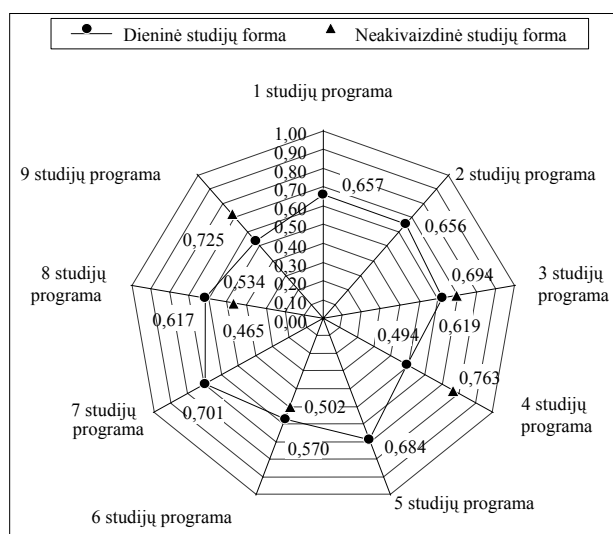 Dieninė studijų forma
Neakivaizdinė studijų forma
1 studijų programa
1,00
0,90
0,80
0,70
0,60
0,50
0,40
0,30
0,20
0,10
0,00
0,657
2 studijų programa
0,656
3 studijų
programa
0,694
0,619
4 studijų
programa
0,494
0,763
5 studijų programa
0,684
6 studijų programa
0,502
0,570
7 studijų
programa
0,701
8 studijų
programa
0,617
0,465
9 studijų programa
0,725
0,534